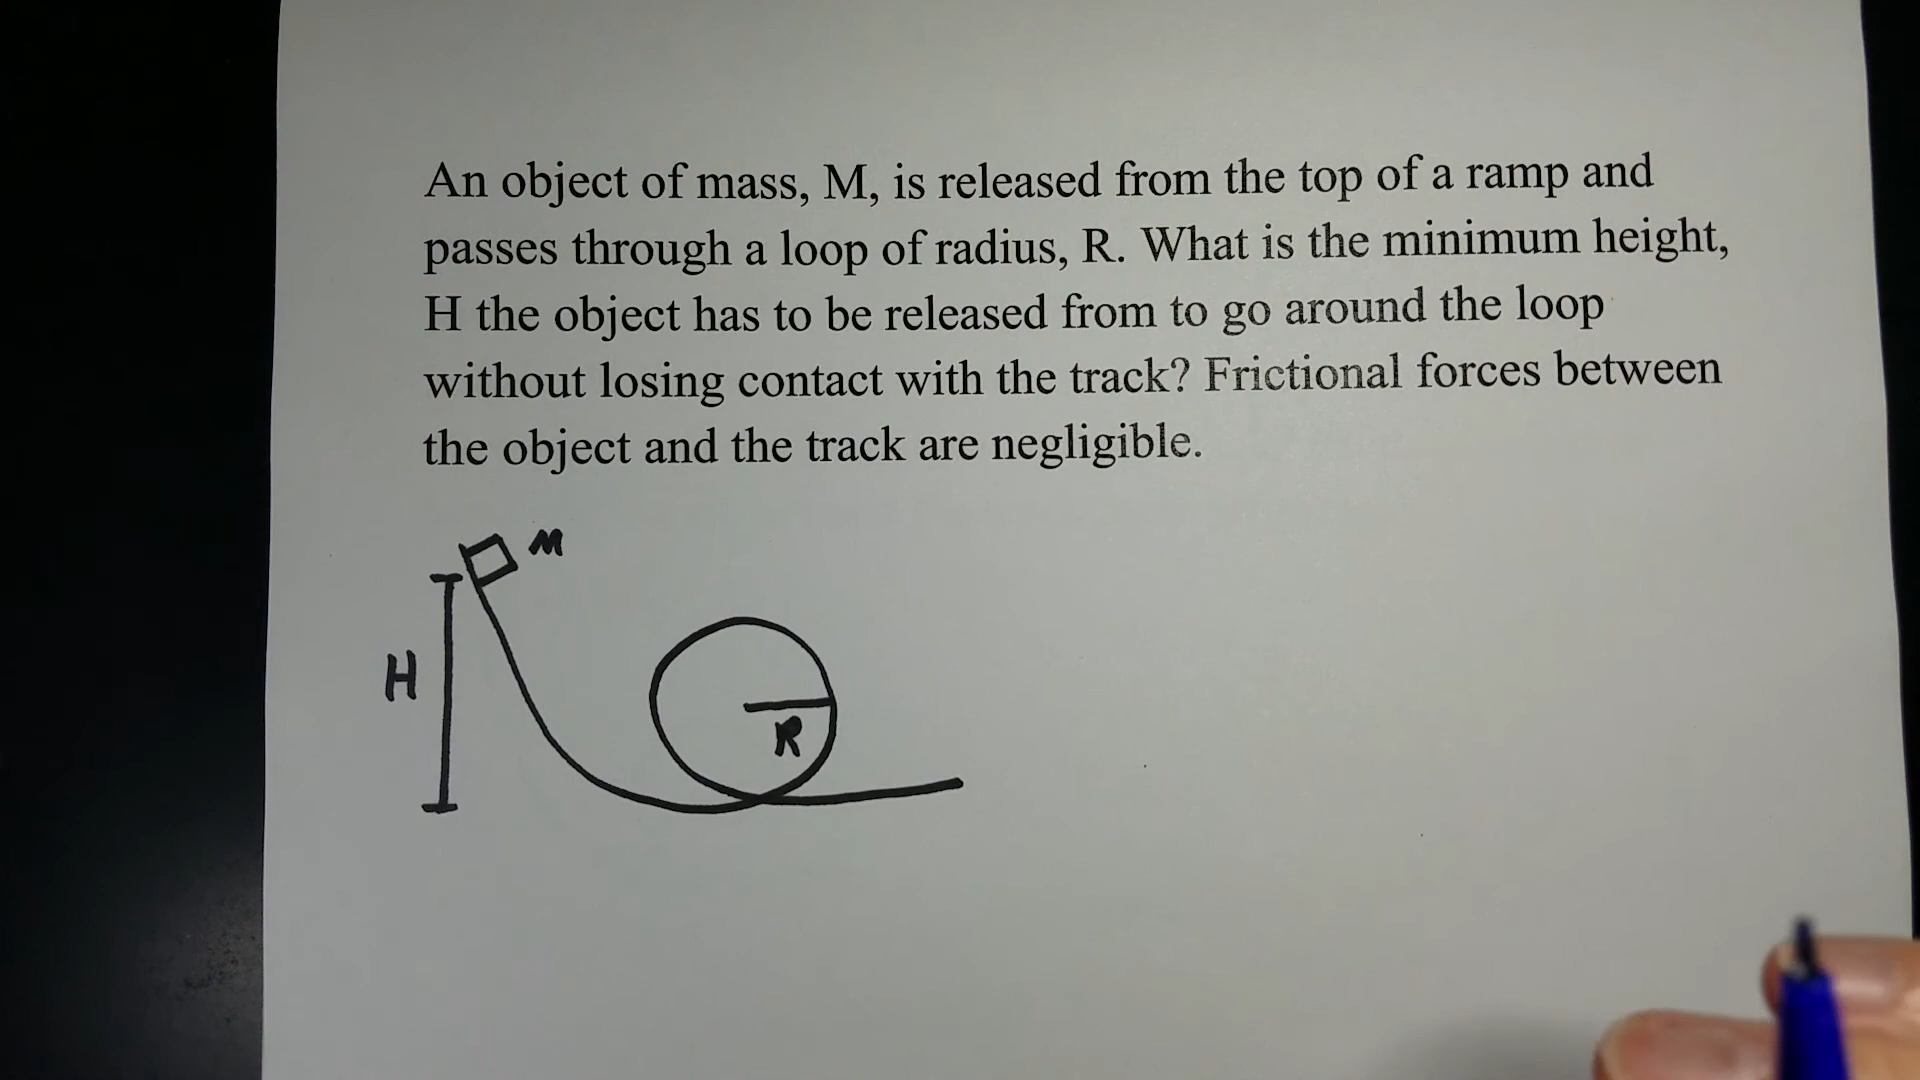 An object of mass, M, is released from the top of a ramp and
passes through a loop of radius, R. What is the minimum height,
H the object has to be released from to go around the loop
without losing contact with the track? Frictional forces between
the object and the track are negligible.
M
H
R